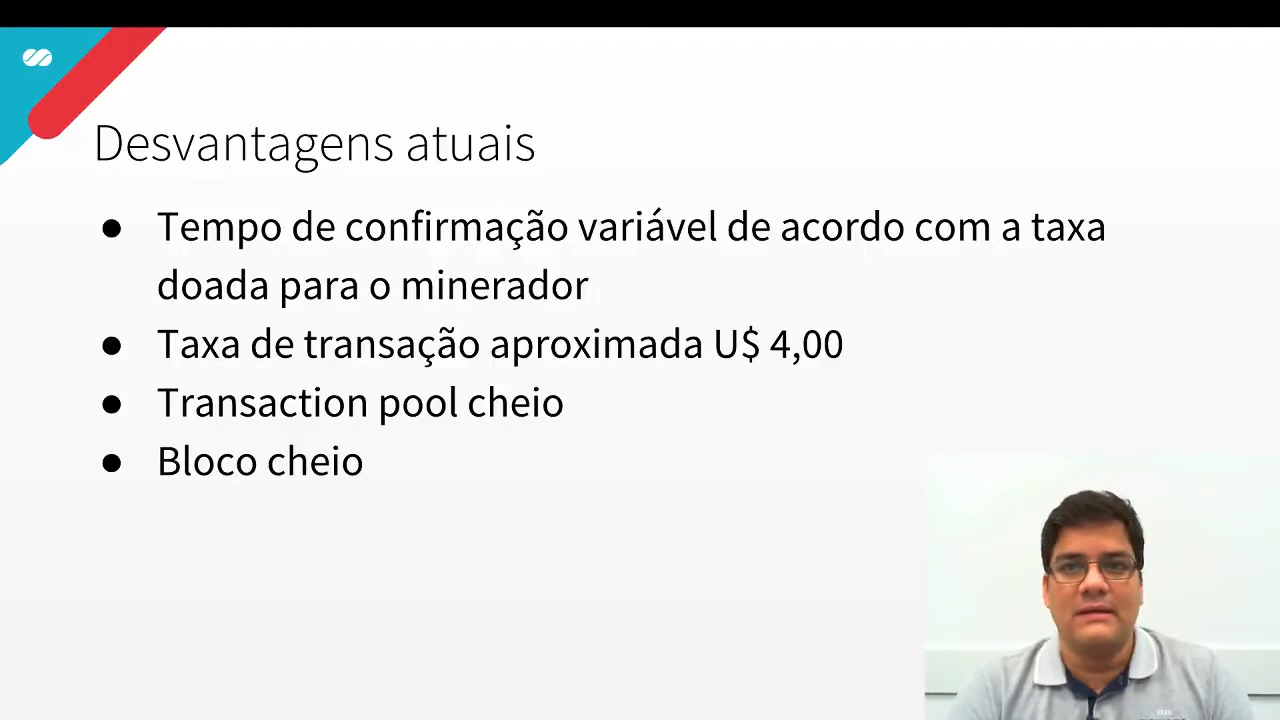 Desvantagens atuais
● Tempo de confirmação variável de acordo com a taxa
doada para o minerador
● Taxa de transação aproximada U$ 4,00
● Transaction pool cheio
● Bloco cheio